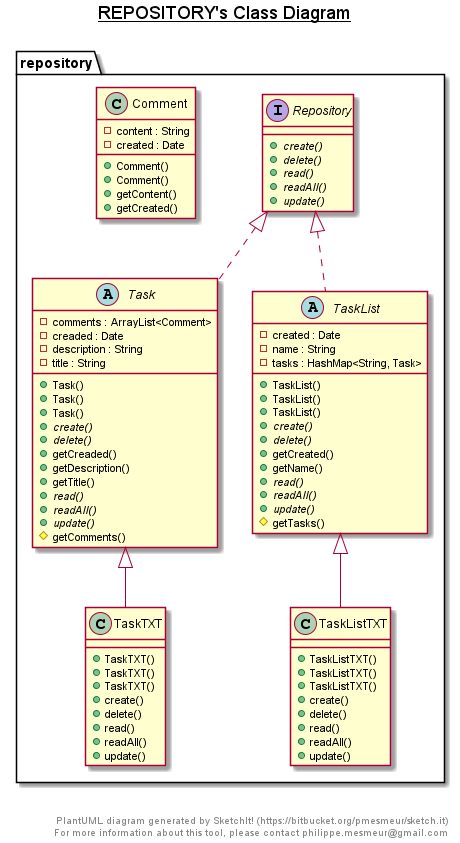 REPOSITORY's Class Diagram
repository
C Comment
content : String
created : Date
Comment()
Comment()
getContent()
getCreated()
I Repository
create()
delete()
read()
readAll()
update()
A Task
comments : ArrayList<Comment>
creaded : Date
description : String
title : String
Task()
Task()
Task()
create()
delete()
getCreaded()
getDescription()
getTitle()
read()
readAll()
update()
getComments()
A TaskList
created : Date
name : String
tasks : HashMap<String, Task>
TaskList()
TaskList()
TaskList()
create()
delete()
getCreated()
getName()
read()
readAll()
update()
getTasks()
C TaskTXT
TaskTXT()
TaskTXT()
TaskTXT()
create()
delete()
read()
readAll()
update()
C TaskListTXT
TaskListTXT()
TaskListTXT()
TaskListTXT()
create()
delete()
read()
readAll()
update()
PlantUML diagram generated by SketchIt! (https://bitbucket.org/pmesmeur/sketch.it)
For more information about this tool, please contact philippe.mesmeur@gmail.com